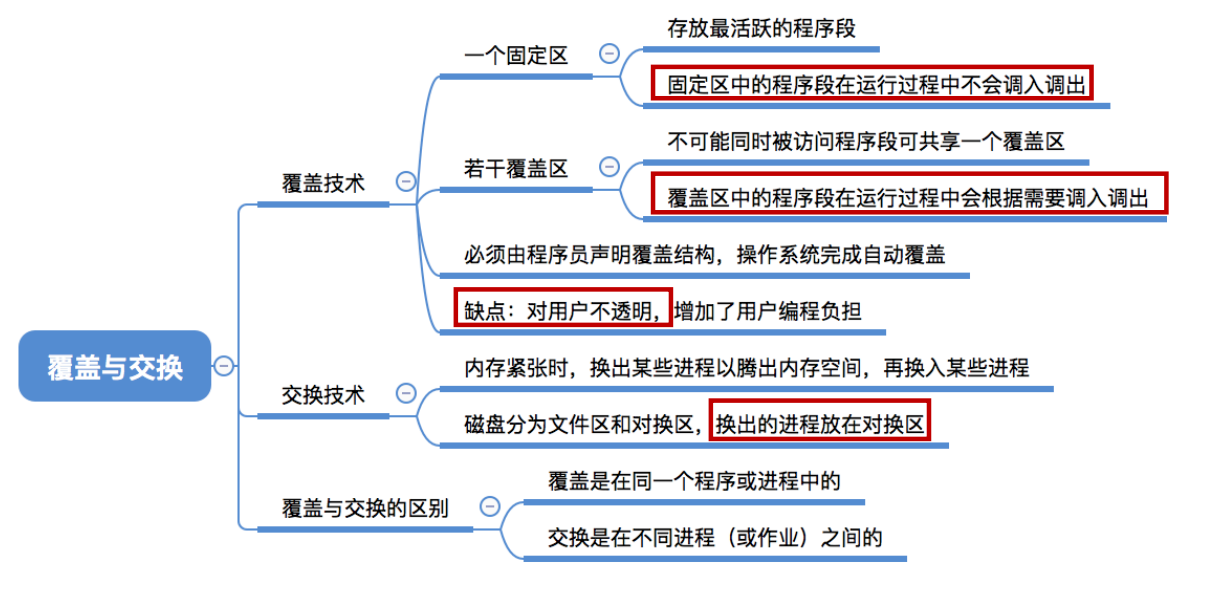 覆盖与交换
覆盖技术
一个固定区
存放最活跃的程序段
固定区中的程序段在运行过程中不会调入调出
若干覆盖区
不可能同时被访问程序段可共享一个覆盖区
覆盖区中的程序段在运行过程中会根据需要调入调出
必须由程序员声明覆盖结构，操作系统完成自动覆盖
缺点：对用户不透明，增加了用户编程负担
交换技术
内存紧张时，换出某些进程以腾出内存空间，再换入某些进程
磁盘分为文件区和对换区，换出的进程放在对换区
覆盖与交换的区别
覆盖是在同一个程序或进程中的
交换是在不同进程（或作业）之间的